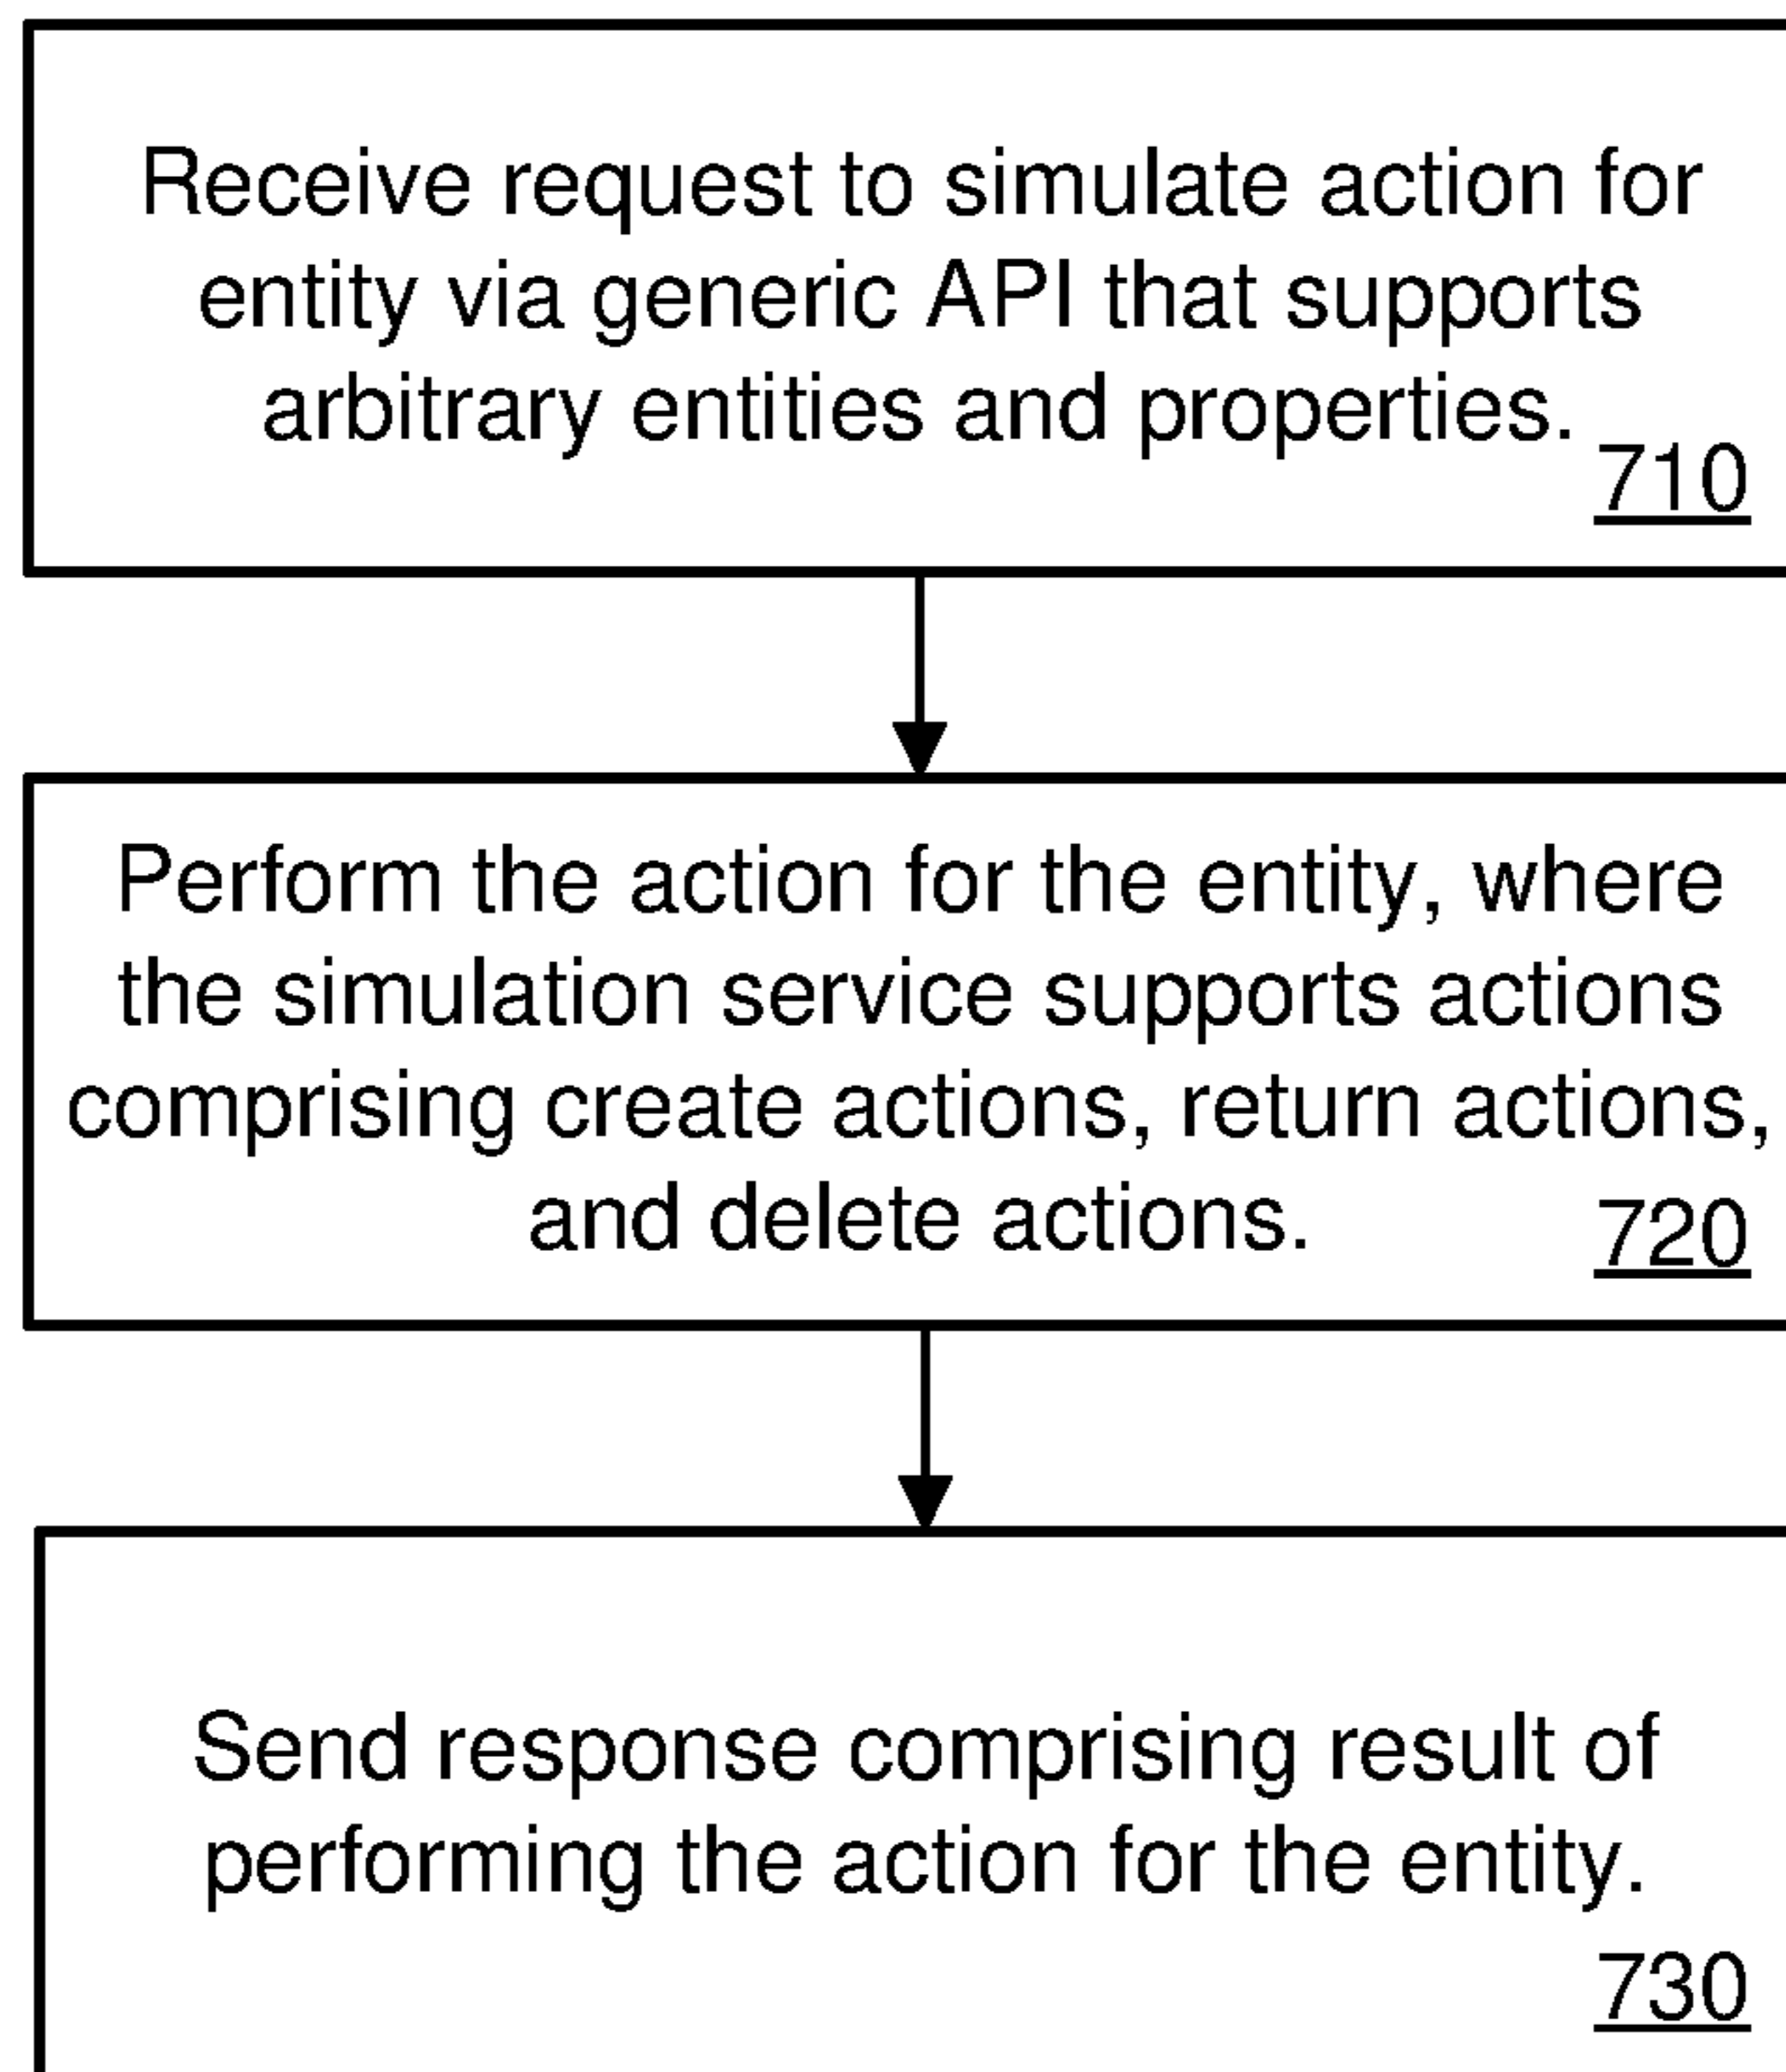 Receive request to simulate action for
entity via generic API that supports
arbitrary entities and properties.
710
Perform the action for the entity, where
the simulation service supports actions
comprising create actions, return actions,
and delete actions.
720
Send response comprising result of
performing the action for the entity.
730